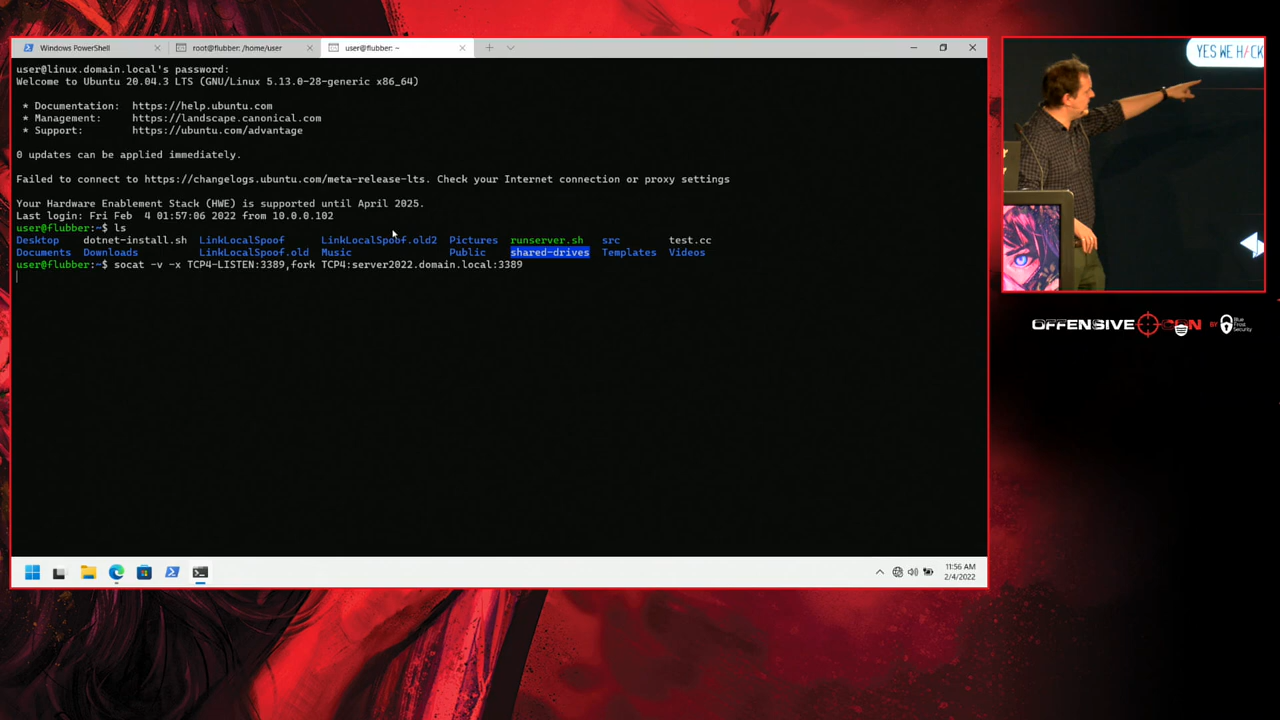 Windows PowerShell
root@flubber: /home/user
user@flubber: ~
user@linux.domain.local's password:
Welcome to Ubuntu 20.04.3 LTS (GNU/Linux 5.13.0-28-generic x86_64)
* Documentation: https://help.ubuntu.com
* Management: https://landscape.canonical.com
* Support: https://ubuntu.com/advantage
0 updates can be applied immediately.
Failed to connect to https://changelogs.ubuntu.com/meta-release-lts. Check your Internet connection or proxy settings
Your Hardware Enablement Stack (HWE) is supported until April 2025.
Last login: Fri Feb 4 01:57:06 2022 from 10.0.0.102
user@flubber:~$ ls
Desktop dotnet-install.sh LinkLocalSpoof LinkLocalSpoof.old2 Pictures runserver.sh src test.cc
Documents Downloads LinkLocalSpoof.old Music Public shared-drives Templates Videos
user@flubber:~$ socat -v -x TCP4-LISTEN:3389,fork TCP4:server2022.domain.local:3389
11:56 AM
2/4/2022
YES WE H/CK
OFFENSIVE CON BY Blue Frost Security